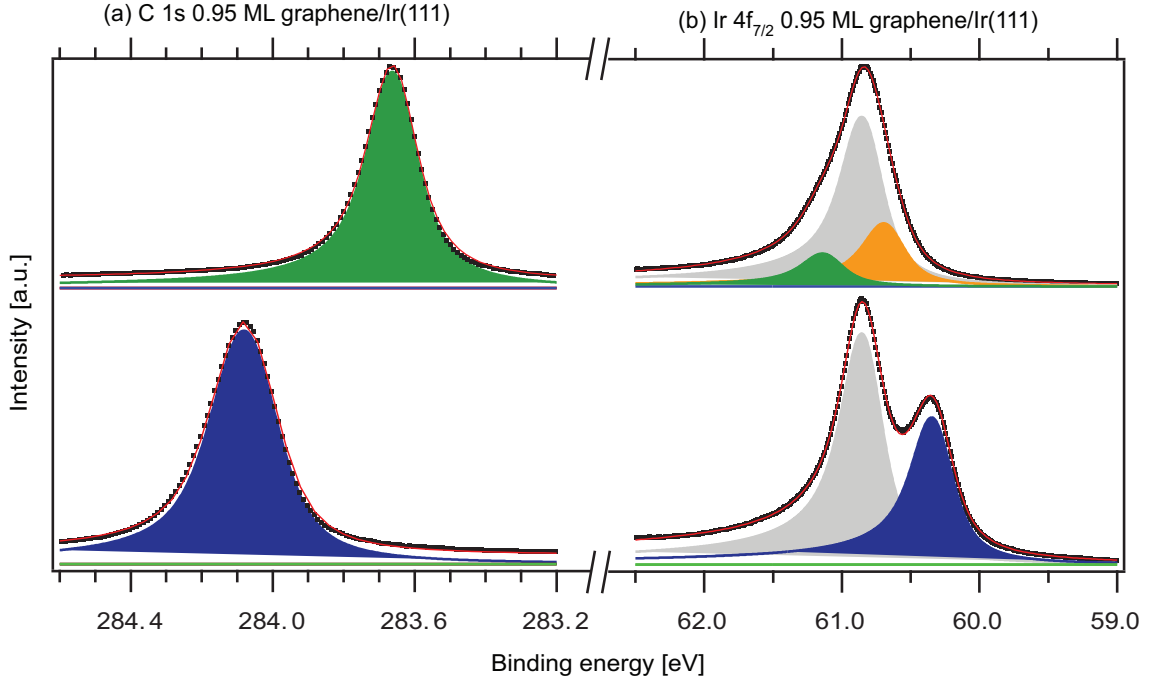 (a) C 1s 0.95 ML graphene/Ir(111)
(b) Ir 4f7/2 0.95 ML graphene/Ir(111)
Intensity [a.u.]
284.4 284.0 283.6 283.2 62.0 61.0 60.0 59.0
Binding energy [eV]